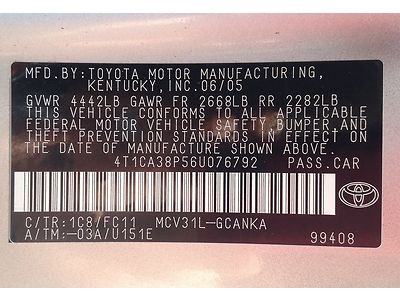 MFD.BY:TOYOTA MOTOR MANUFACTURING,
KENTUCKY,INC.06/05
GVWR 4442LB GAWR FR 2668LB RR 2282LB
THIS VEHICLE CONFORMS TO ALL APPLICABLE
FEDERAL MOTOR VEHICLE SAFETY,BUMPER,AND
THEFT PREVENTION STANDARDS IN EFFECT ON
THE DATE OF MANUFACTURE SHOWN ABOVE.
4T1CA38P56U076792 PASS.CAR
C/TR:1C8/FC11 MCV31L-GCANKA
A/TM:-03A/U151E
TOYOTA
99408